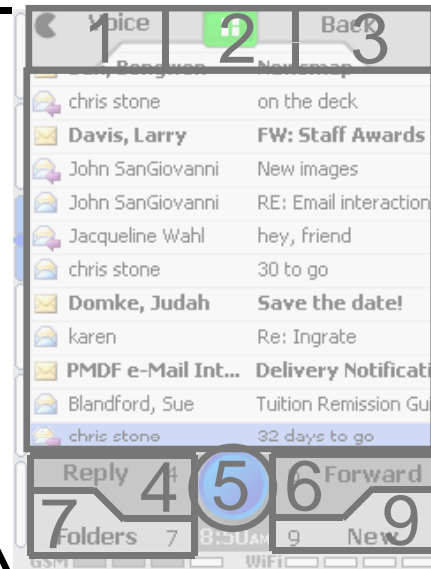 Voice Back
1 2 3
chris stone on the deck
Davis, Larry FW: Staff Awards
John SanGiovanni New images
John SanGiovanni RE: Email interaction
Jacqueline Wahl hey, friend
chris stone 30 to go
Domke, Judah Save the date!
karen Re: Ingrate
PMDF e-Mail Int... Delivery Notificati
Blandford, Sue Tuition Remission Gui
chris stone 32 days to go
Reply 4 4 5 6 Forward
7 9
Folders 7 8:50AM 9 New
GSM WiFi